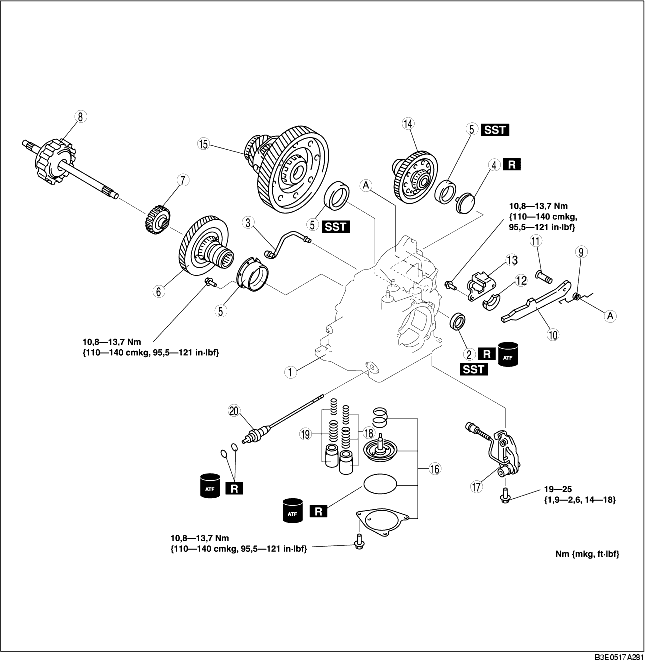 8
15
14
5 SST
4 R
A
7
10,8—13,7 Nm
{110—140 cmkg,
95,5—121 in·lbf}
3
5
SST
11
9
13
12
6
5
A
10
10,8—13,7 Nm
{110—140 cmkg, 95,5—121 in·lbf}
1
2 R ATF
SST
20
19
18
16
17
ATF R
ATF R
19—25
{1,9—2,6, 14—18}
10,8—13,7 Nm
{110—140 cmkg, 95,5—121 in·lbf}
Nm {mkg, ft·lbf}
B3E0517A291